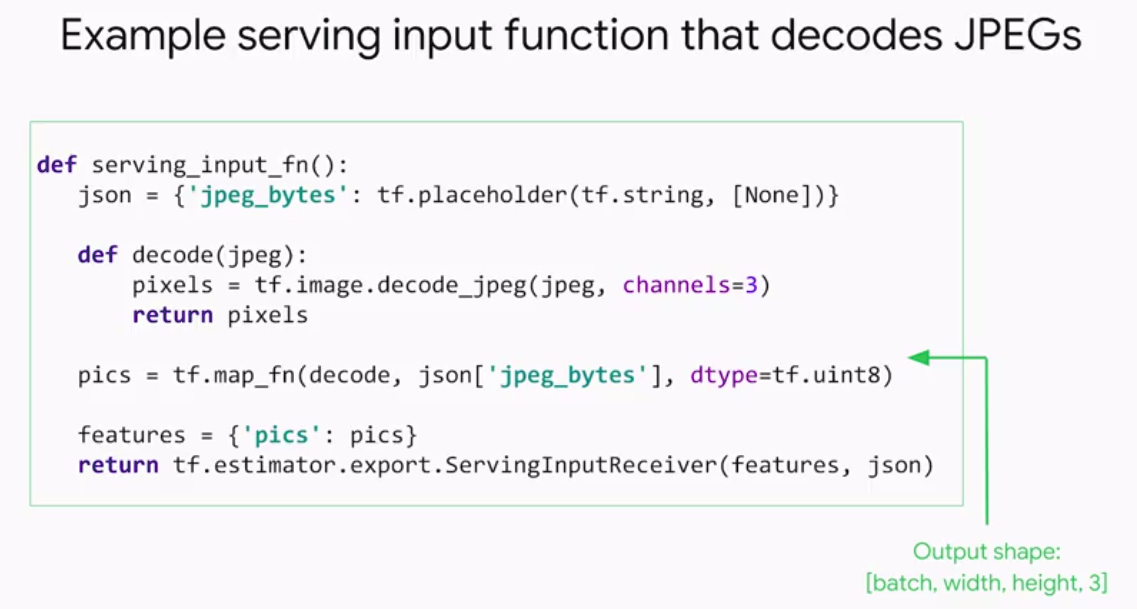 Example serving input function that decodes JPEGs
def serving_input_fn():
json = {'jpeg_bytes': tf.placeholder(tf.string, [None])}
def decode(jpeg):
pixels = tf.image.decode_jpeg(jpeg, channels=3)
return pixels
pics = tf.map_fn(decode, json['jpeg_bytes'], dtype=tf.uint8)
features = {'pics': pics}
return tf.estimator.export.ServingInputReceiver(features, json)
Output shape:
[batch, width, height, 3]